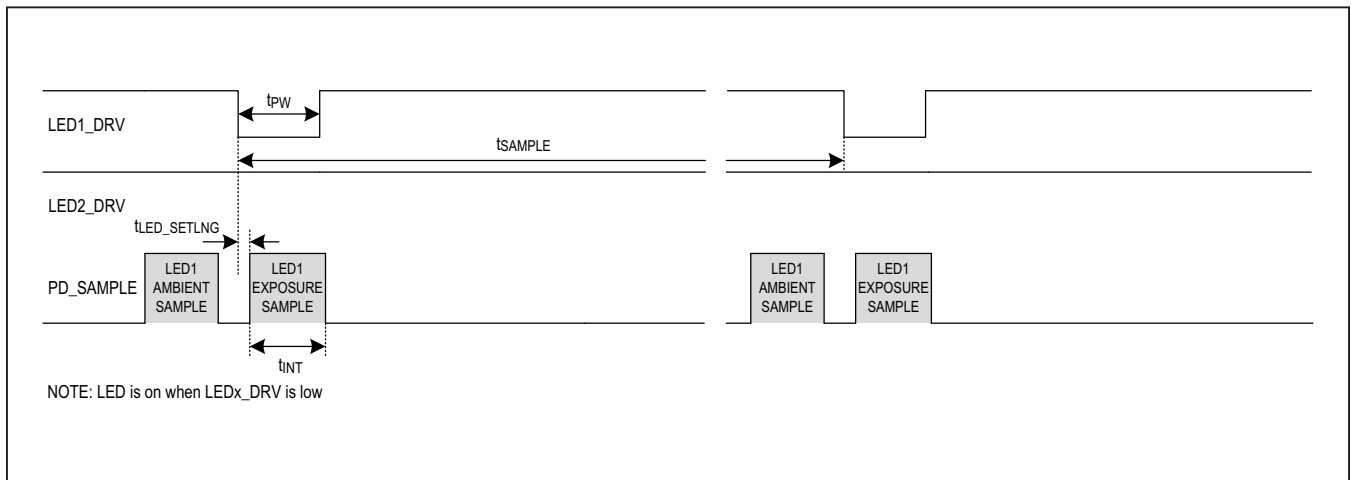 tPW
LED1_DRV
tSAMPLE
LED2_DRV
tLED_SETLNG
PD_SAMPLE
LED1
AMBIENT
SAMPLE
LED1
EXPOSURE
SAMPLE
LED1
AMBIENT
SAMPLE
LED1
EXPOSURE
SAMPLE
tINT
NOTE: LED is on when LEDx_DRV is low